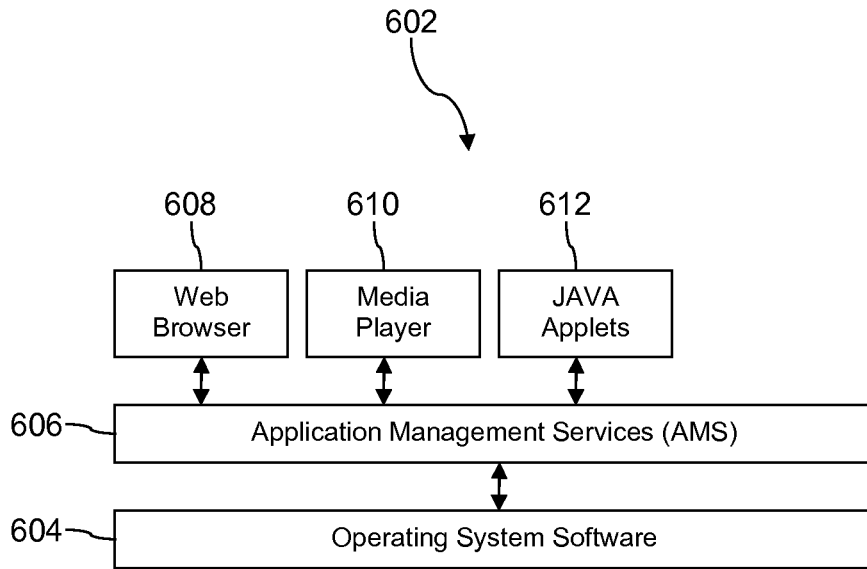 602
608
610
612
Web
Browser
Media
Player
JAVA
Applets
606
Application Management Services (AMS)
604
Operating System Software